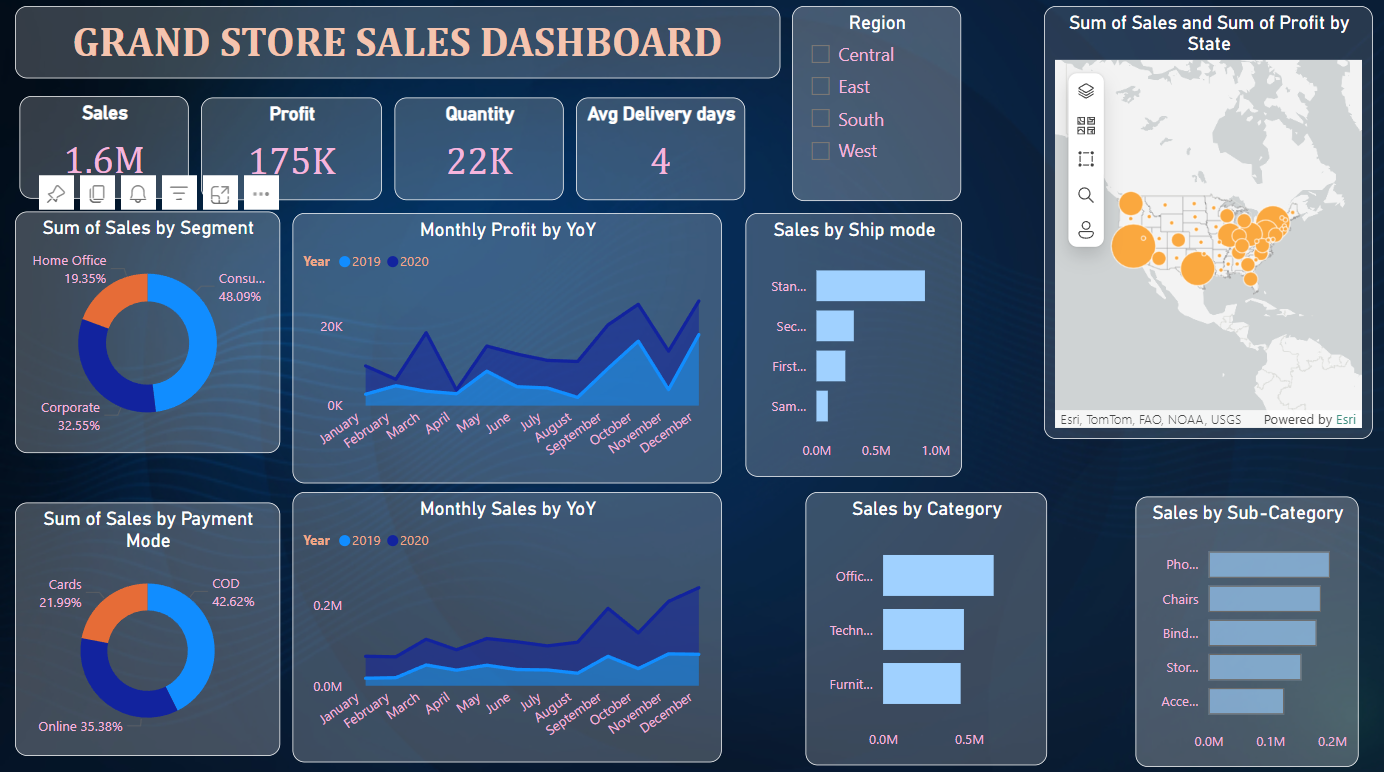 GRAND STORE SALES DASHBOARD
Region
Central
East
South
West
Sum of Sales and Sum of Profit by
State
Esri, TomTom, FAO, NOAA, USGS
Powered by Esri
Sales
1.6M
Profit
175K
Quantity
22K
Avg Delivery days
4
Sum of Sales by Segment
Home Office
19.35%
Consu...
48.09%
Corporate
32.55%
Monthly Profit by YoY
Year 2019 2020
20K
0K
January
February
March
April
May
June
July
August
September
October
November
December
Sales by Ship mode
Stan...
Sec...
First...
Sam...
0.0M 0.5M 1.0M
Sum of Sales by Payment
Mode
Cards
21.99%
COD
42.62%
Online 35.38%
Monthly Sales by YoY
Year 2019 2020
0.2M
0.0M
January
February
March
April
May
June
July
August
September
October
November
December
Sales by Category
Offic...
Techn...
Furnit...
0.0M 0.5M
Sales by Sub-Category
Pho...
Chairs
Bind...
Stor...
Acce...
0.0M 0.1M 0.2M